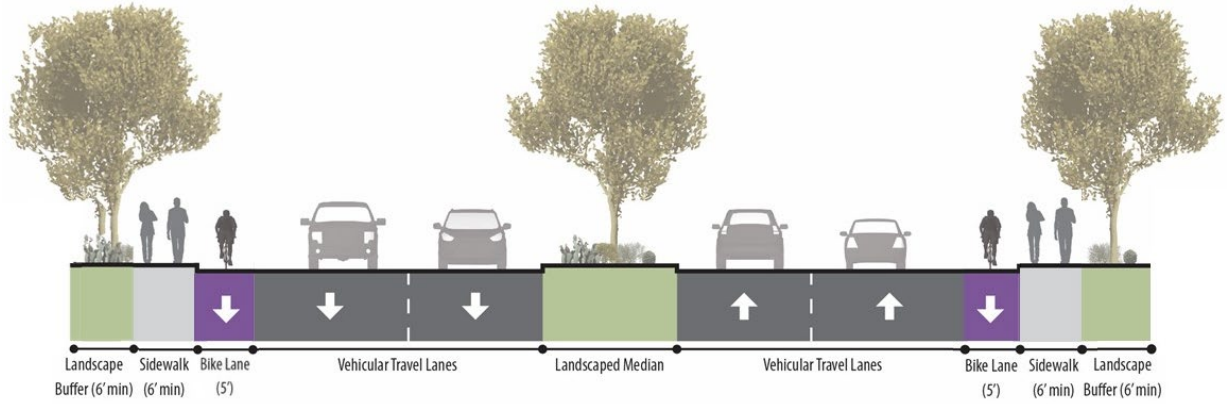 Landscape
Buffer (6' min)
Sidewalk
(6' min)
Bike Lane
(5')
Vehicular Travel Lanes
Landscaped Median
Vehicular Travel Lanes
Bike Lane
(5')
Sidewalk
(6' min)
Landscape
Buffer (6' min)